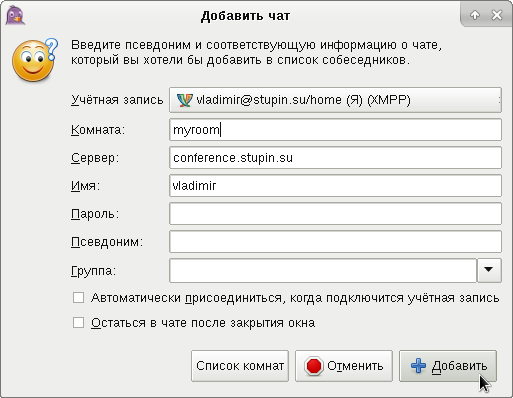 Добавить чат
Введите псевдоним и соответствующую информацию о чате,
который вы хотели бы добавить в список собеседников.
Учётная запись vladimir@stupin.su/home (Я) (XMPP)
Комната: myroom
Сервер: conference.stupin.su
Имя: vladimir
Пароль:
Псевдоним:
Группа:
Автоматически присоединиться, когда подключится учётная запись
Остаться в чате после закрытия окна
Список комнат Отменить Добавить